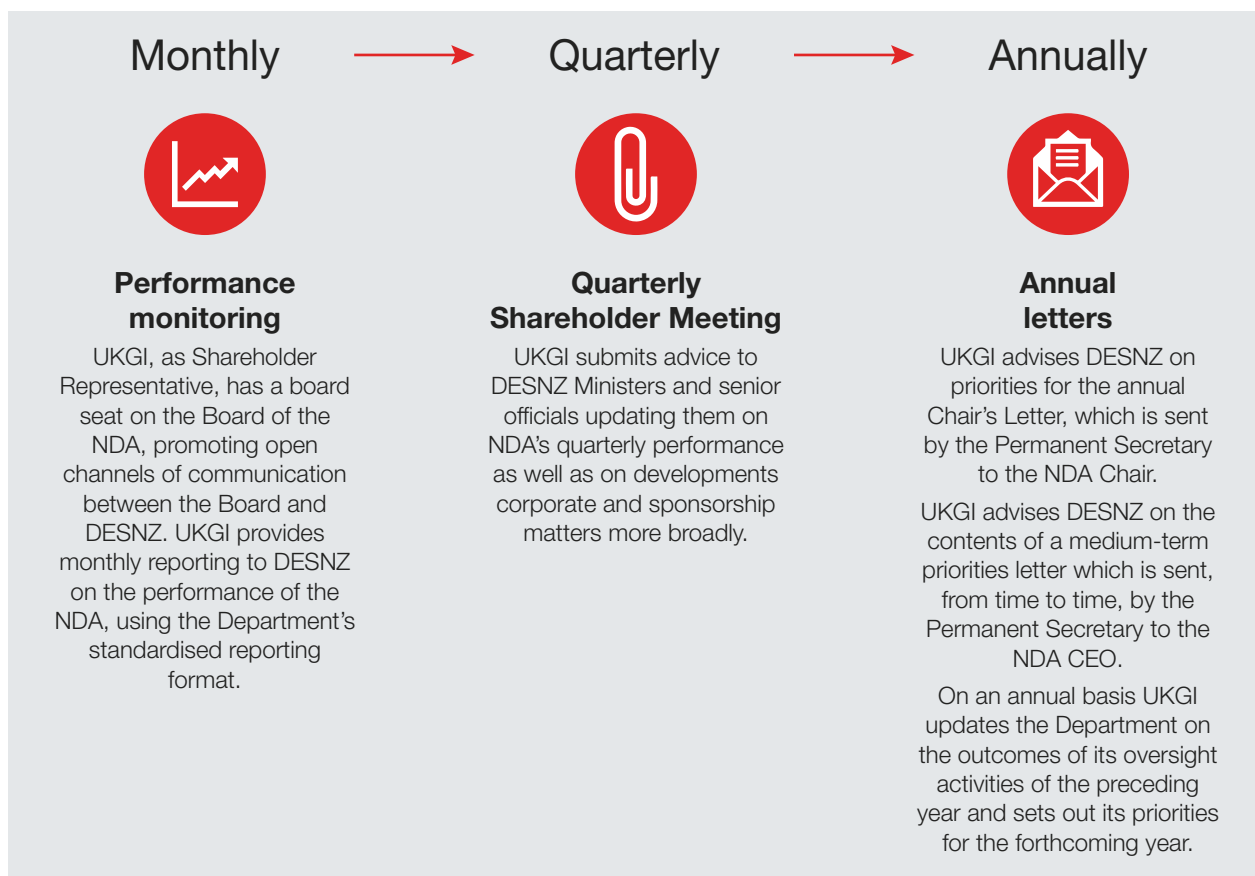 Monthly
Quarterly
Annually
Performance
monitoring
UKGI, as Shareholder
Representative, has a board
seat on the Board of the
NDA, promoting open
channels of communication
between the Board and
DESNZ. UKGI provides
monthly reporting to DESNZ
on the performance of the
NDA, using the Department’s
standardised reporting
format.
Quarterly
Shareholder Meeting
UKGI submits advice to
DESNZ Ministers and senior
officials updating them on
NDA’s quarterly performance
as well as on developments
corporate and sponsorship
matters more broadly.
Annual
letters
UKGI advises DESNZ on
priorities for the annual
Chair’s Letter, which is sent
by the Permanent Secretary
to the NDA Chair.
UKGI advises DESNZ on the
contents of a medium-term
priorities letter which is sent,
from time to time, by the
Permanent Secretary to the
NDA CEO.
On an annual basis UKGI
updates the Department on
the outcomes of its oversight
activities of the preceding
year and sets out its priorities
for the forthcoming year.